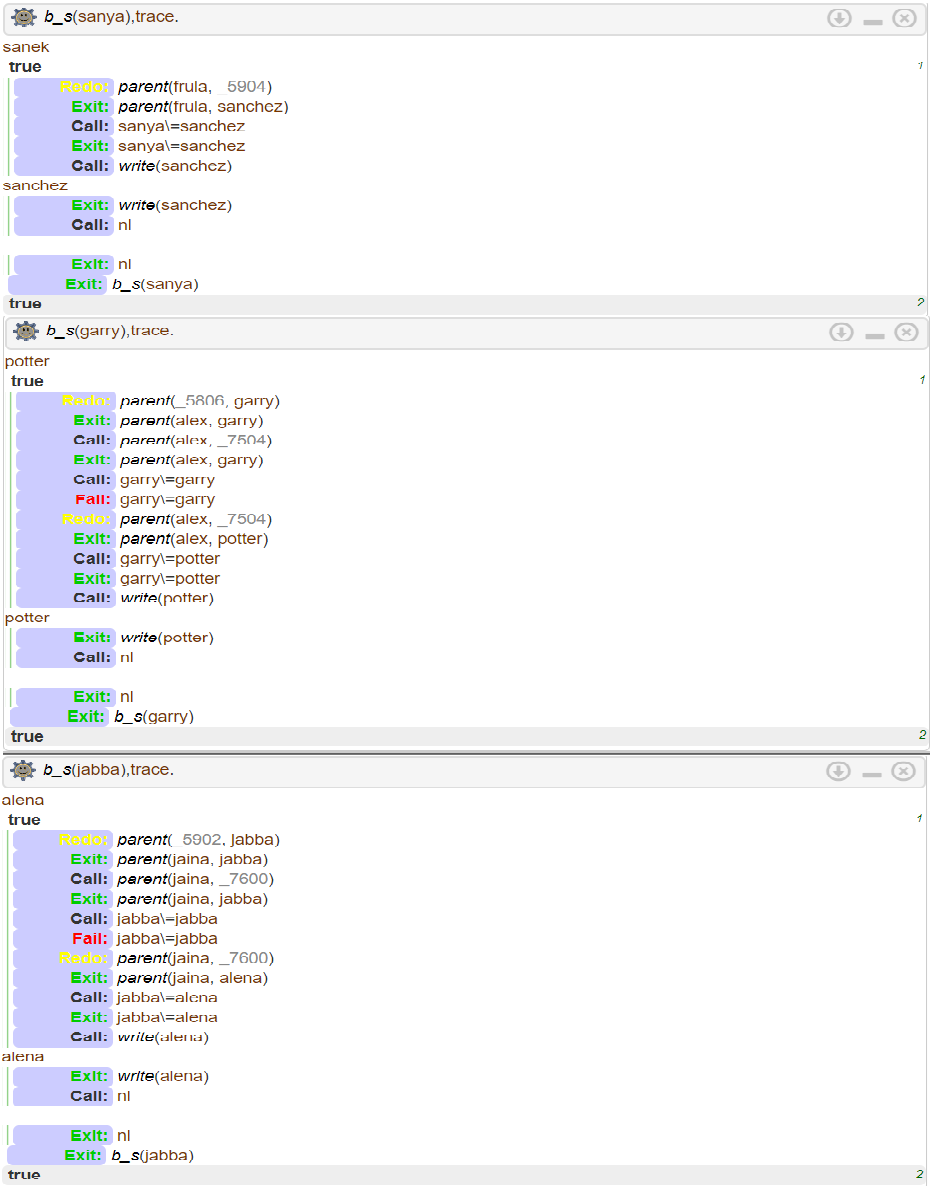 b_s(sanya),trace.
sanek
true 1
Redo: parent(frula, _5904)
Exit: parent(frula, sanchez)
Call: sanya\=sanchez
Exit: sanya\=sanchez
Call: write(sanchez)
sanchez
Exit: write(sanchez)
Call: nl
Exit: nl
Exit: b_s(sanya)
true 2
b_s(garry),trace.
potter
true 1
Redo: parent(_5806, garry)
Exit: parent(alex, garry)
Call: parent(alex, _7504)
Exit: parent(alex, garry)
Call: garry\=garry
Fail: garry\=garry
Redo: parent(alex, _7504)
Exit: parent(alex, potter)
Call: garry\=potter
Exit: garry\=potter
Call: write(potter)
potter
Exit: write(potter)
Call: nl
Exit: nl
Exit: b_s(garry)
true 2
b_s(jabba),trace.
alena
true 1
Redo: parent(_5902, jabba)
Exit: parent(jaina, jabba)
Call: parent(jaina, _7600)
Exit: parent(jaina, jabba)
Call: jabba\=jabba
Fail: jabba\=jabba
Redo: parent(jaina, _7600)
Exit: parent(jaina, alena)
Call: jabba\=alena
Exit: jabba\=alena
Call: write(alena)
alena
Exit: write(alena)
Call: nl
Exit: nl
Exit: b_s(jabba)
true 2